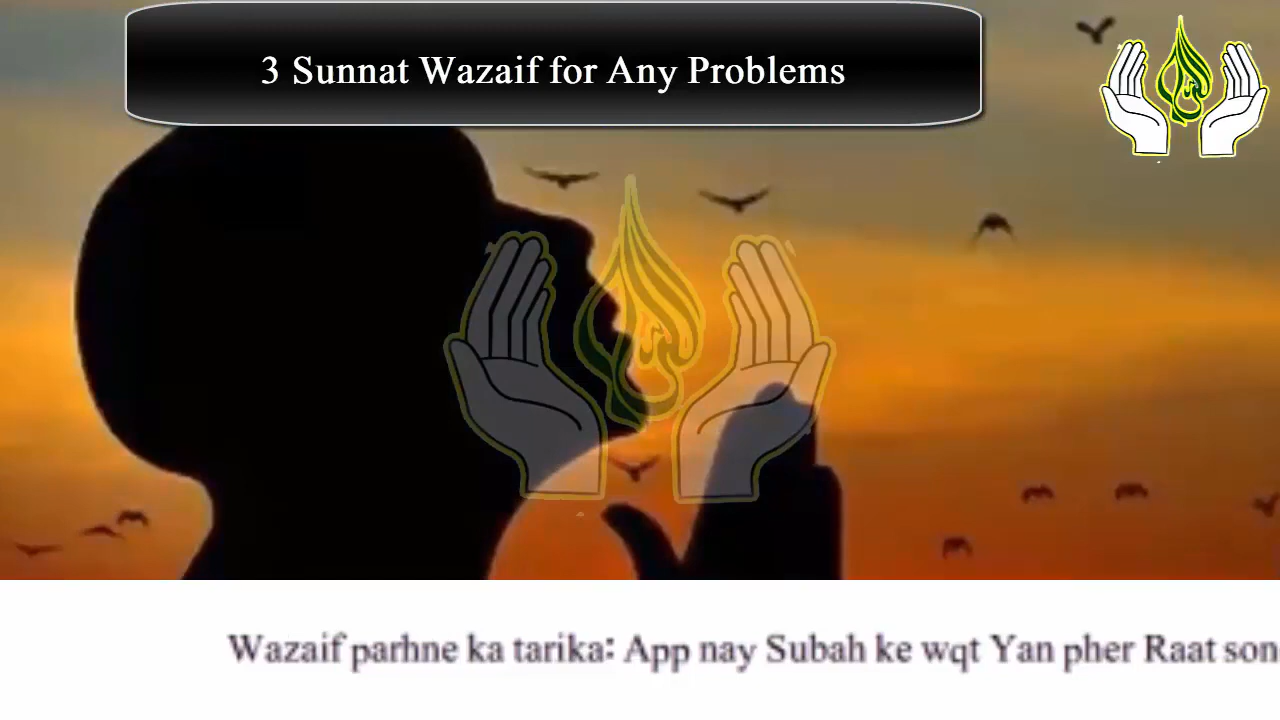 3 Sunnat Wazaif for Any Problems
Wazaif parhne ka tarika: App nay Subah ke wqt Yan pher Raat son